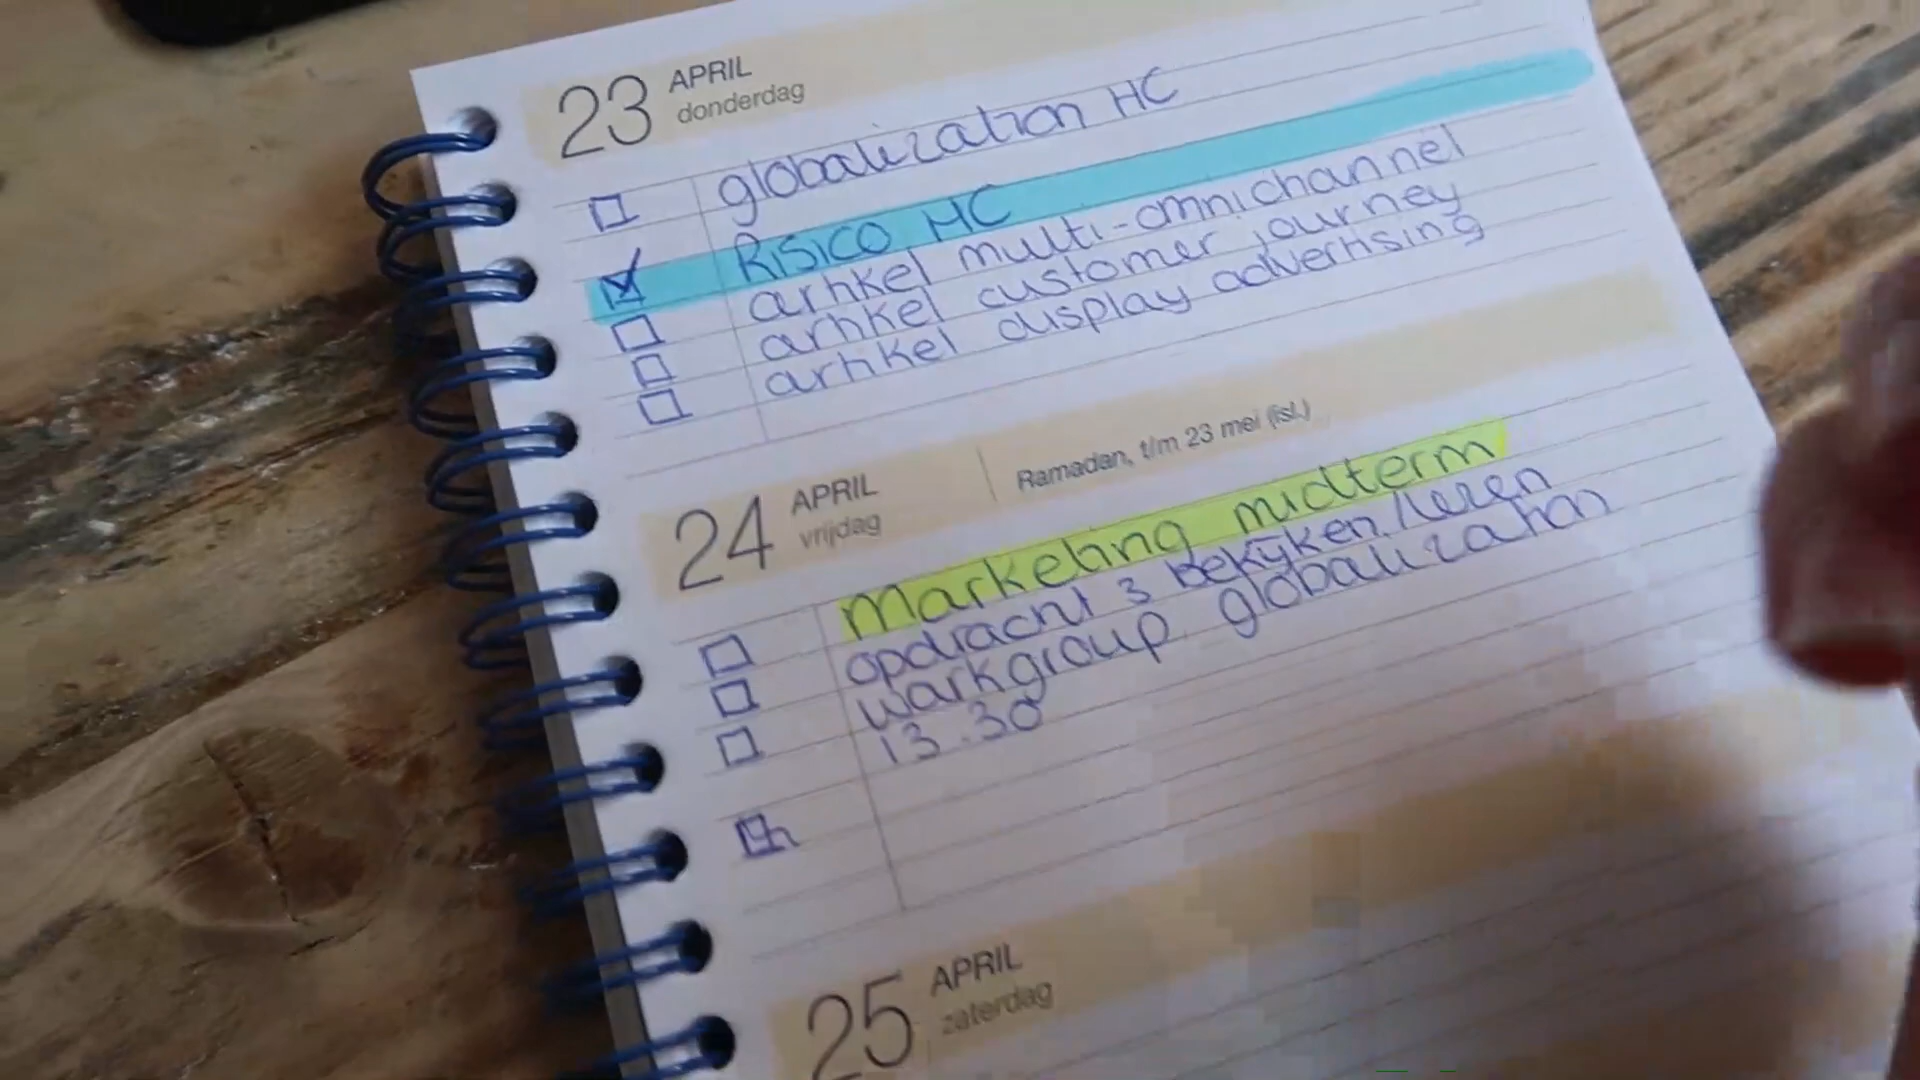 23 APRIL
donderdag
globalization HC
Risico HC
artikel multi-omnichannel
artikel customer journey
artikel display advertising
24 APRIL
vrijdag
Ramadan, t/m 23 mei (isl.)
Marketing midterm
opdracht 3 bekijken/lezen
workgroup globalization
13.30
25 APRIL
zaterdag